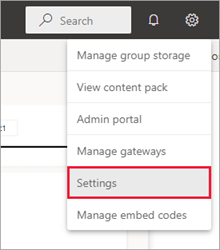 Search
Manage group storage
View content pack
Admin portal
Manage gateways
Settings
Manage embed codes